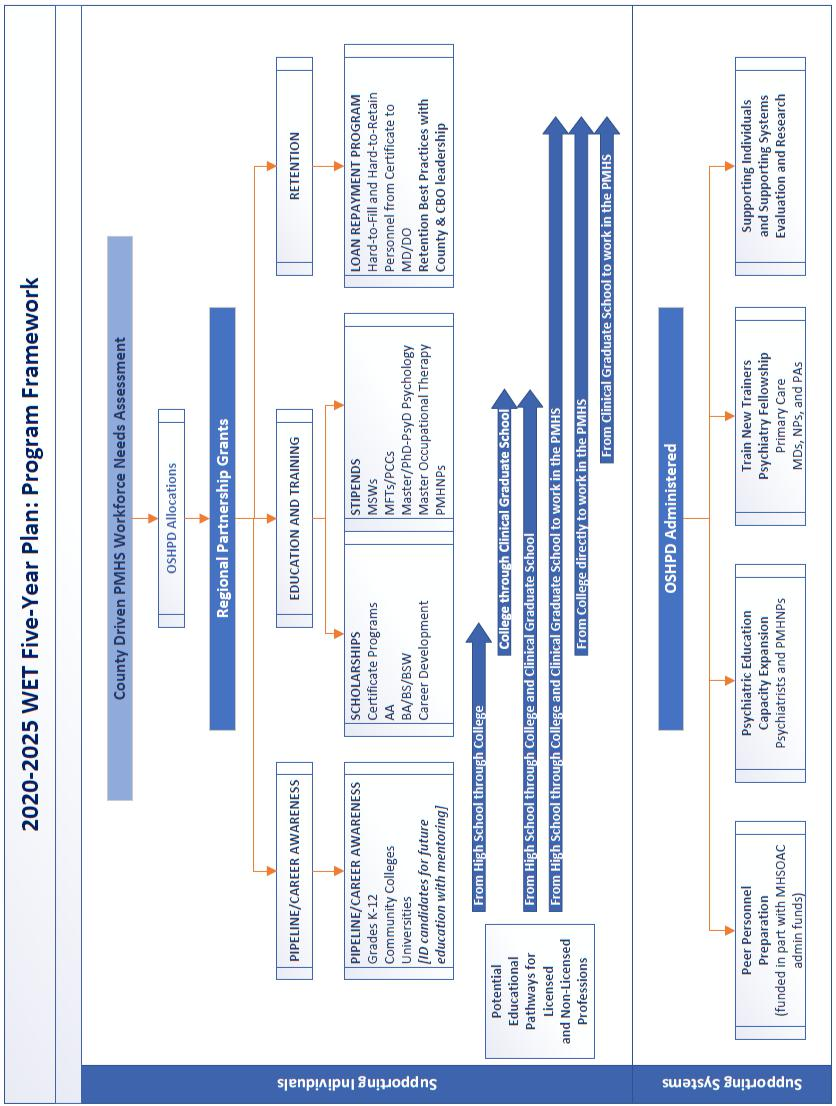 2020-2025 WET Five-Year Plan: Program Framework
Supporting Individuals
County Driven PMHS Workforce Needs Assessment
OSHPD Allocations
Regional Partnership Grants
PIPELINE/CAREER AWARENESS
EDUCATION AND TRAINING
RETENTION
PIPELINE/CAREER AWARENESS
Grades K-12
Community Colleges
Universities
[ID candidates for future
education with mentoring]
SCHOLARSHIPS
Certificate Programs
AA
BA/BS/BSW
Career Development
STIPENDS
MSWs
MFTs/PCCs
Master/PhD-PsyD Psychology
Master Occupational Therapy
PMHNPs
LOAN REPAYMENT PROGRAM
Hard-to-Fill and Hard-to-Retain
Personnel from Certificate to
MD/DO
Retention Best Practices with
County & CBO leadership
Potential
Educational
Pathways for
Licensed
and Non-Licensed
Professions
From High School through College
College through Clinical Graduate School
From High School through College and Clinical Graduate School
From High School through College and Clinical Graduate School to work in the PMHS
From College directly to work in the PMHS
From Clinical Graduate School to work in the PMHS
Supporting Systems
OSHPD Administered
Peer Personnel
Preparation
(funded in part with MHSOAC
admin funds)
Psychiatric Education
Capacity Expansion
Psychiatrists and PMHNPs
Train New Trainers
Psychiatry Fellowship
Primary Care
MDs, NPs, and PAs
Supporting Individuals
and Supporting Systems
Evaluation and Research